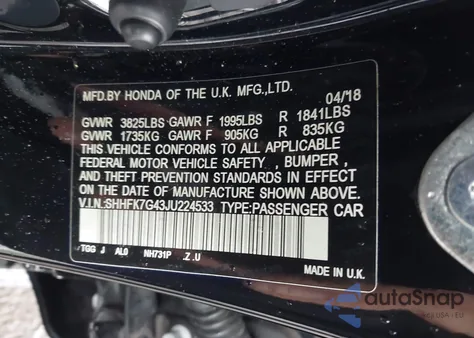 MFD.BY HONDA OF THE U.K. MFG.,LTD. 04/18
GVWR 3825LBS GAWR F 1995LBS R 1841LBS
GVWR 1735KG GAWR F 905KG R 835KG
THIS VEHICLE CONFORMS TO ALL APPLICABLE
FEDERAL MOTOR VEHICLE SAFETY , BUMPER ,
AND THEFT PREVENTION STANDARDS IN EFFECT
ON THE DATE OF MANUFACTURE SHOWN ABOVE.
V.I.N:SHHFK7G43JU224533 TYPE:PASSENGER CAR
TGG J AL0 NH731P .Z.U
MADE IN U.K.
autoSnap